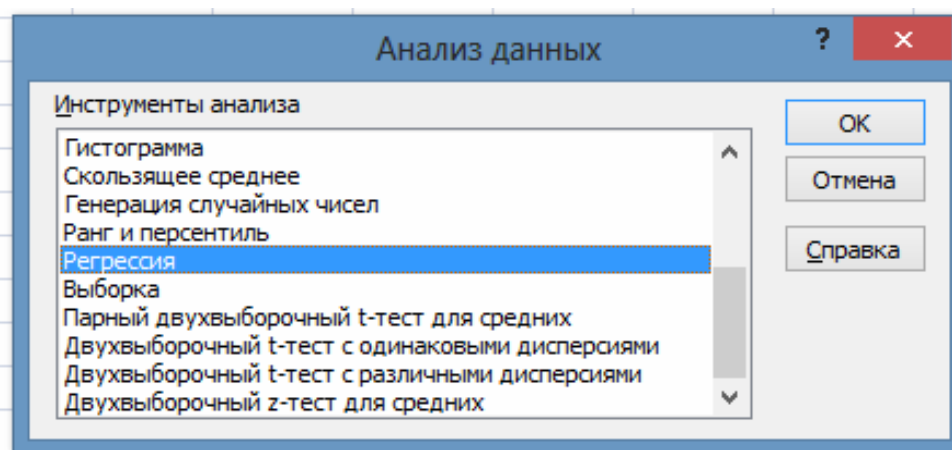 Анализ данных
?
×
Инструменты анализа
Гистограмма
Скользящее среднее
Генерация случайных чисел
Ранг и персентиль
Регрессия
Выборка
Парный двухвыборочный t-тест для средних
Двухвыборочный t-тест с одинаковыми дисперсиями
Двухвыборочный t-тест с различными дисперсиями
Двухвыборочный z-тест для средних
ОК
Отмена
Справка